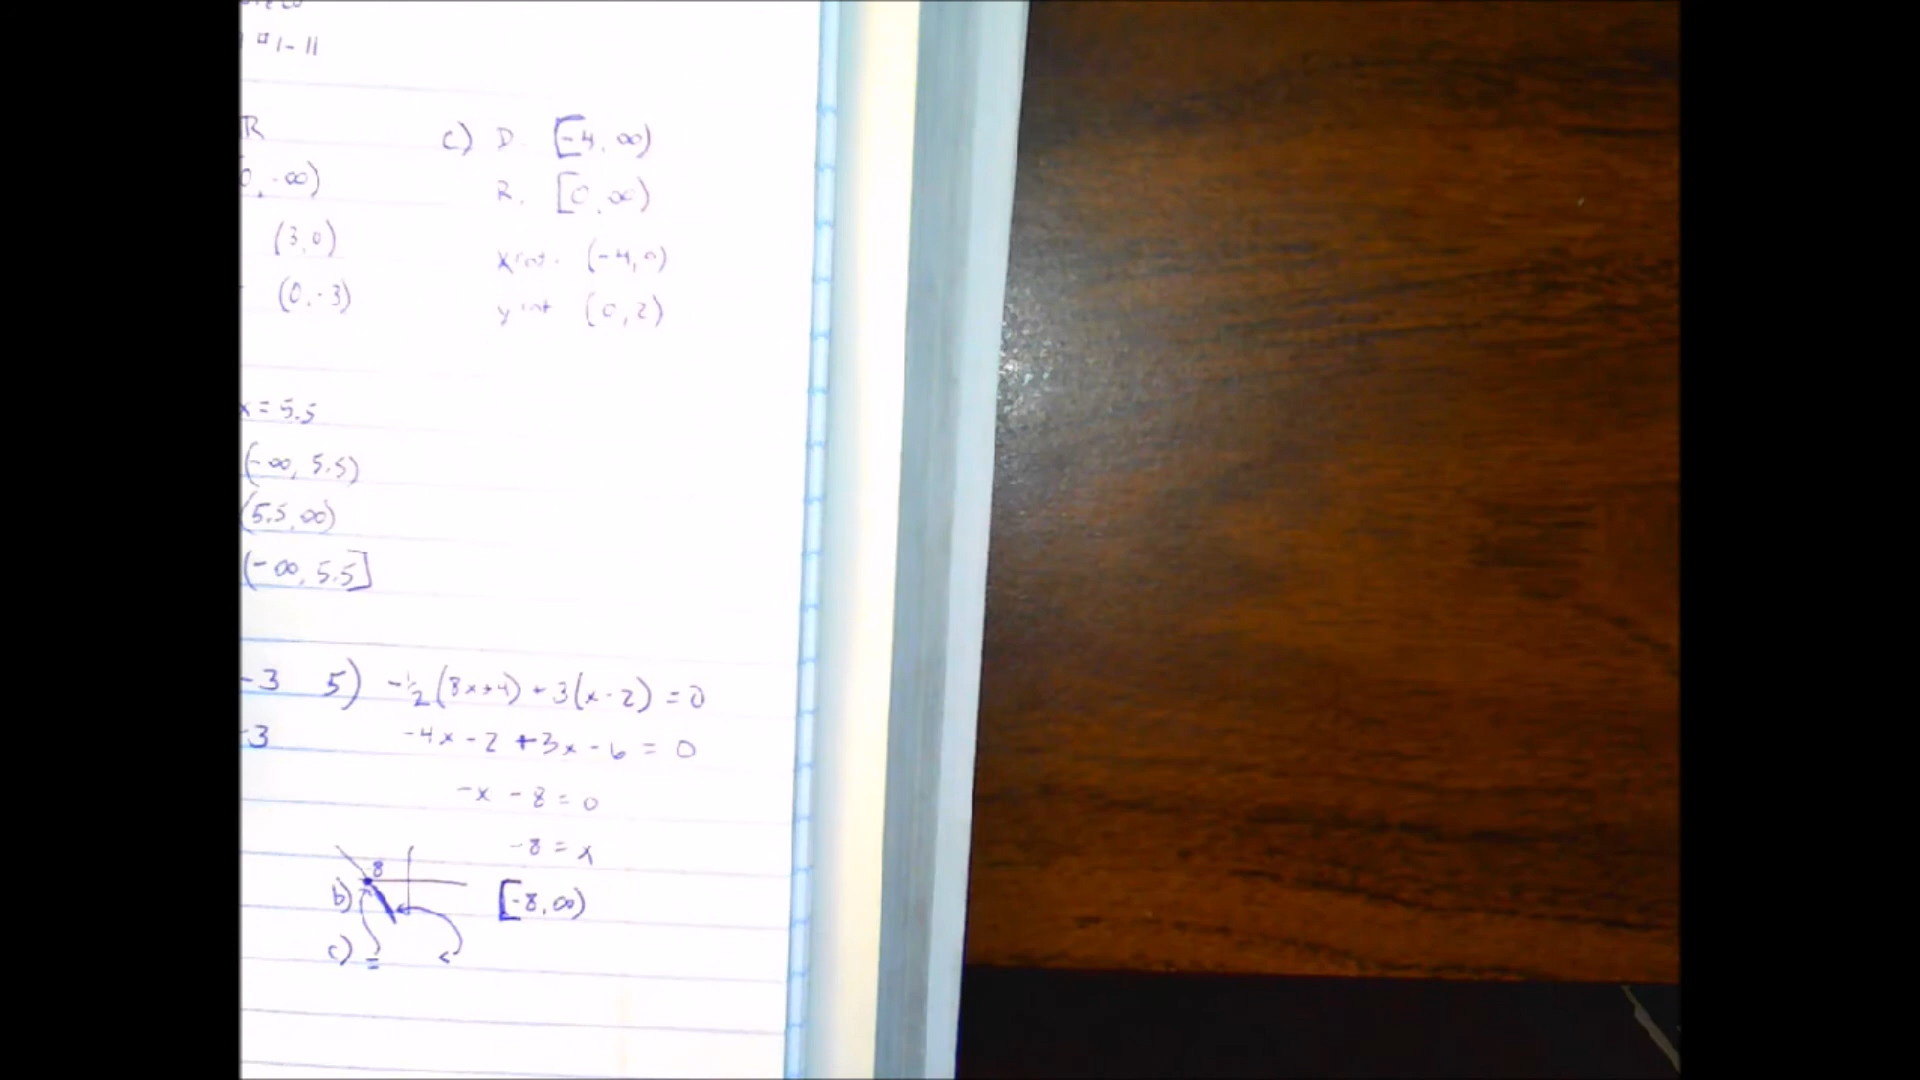 #1-11
R
0, -∞)
(3,0)
(0,-3)
c) D. [-4, ∞)
R. [0, ∞)
x int. (-4,0)
y int (0,2)
x = 5.5
(-∞, 5.5)
(5.5, ∞)
(-∞, 5.5]
-3
-3
5) -1/2(8x+4) + 3(x-2) = 0
-4x - 2 + 3x - 6 = 0
-x - 8 = 0
-8 = x
8
b) [-8, ∞)
c) = <